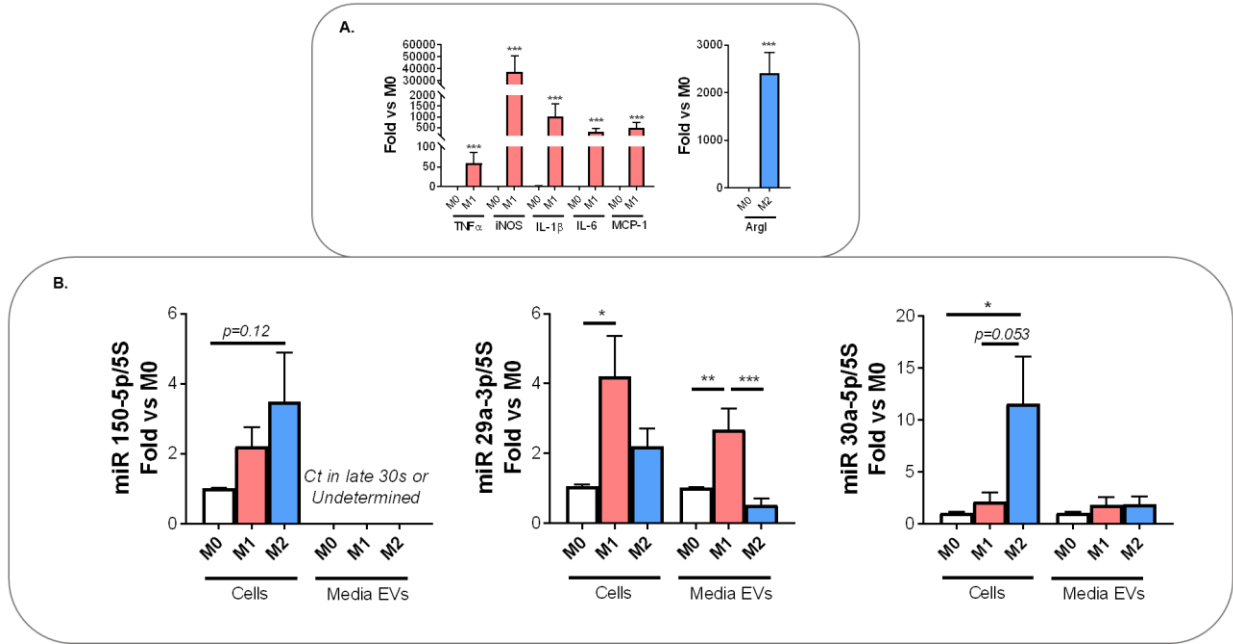 A.
Fold vs M0
60000
50000
40000
30000
20000
2000
1500
1000
500
100
50
0
*** *** *** *** ***
M0 M1 M0 M1 M0 M1 M0 M1 M0 M1
TNFα iNOS IL-1β IL-6 MCP-1
Fold vs M0
3000
2000
1000
0
***
M0 M2
ArgI
B.
miR 150-5p/5S
Fold vs M0
6
4
2
0
p=0.12
Ct in late 30s or
Undetermined
M0 M1 M2 M0 M1 M2
Cells Media EVs
miR 29a-3p/5S
Fold vs M0
6
4
2
0
*
** ***
M0 M1 M2 M0 M1 M2
Cells Media EVs
miR 30a-5p/5S
Fold vs M0
20
15
10
5
0
*
p=0.053
M0 M1 M2 M0 M1 M2
Cells Media EVs